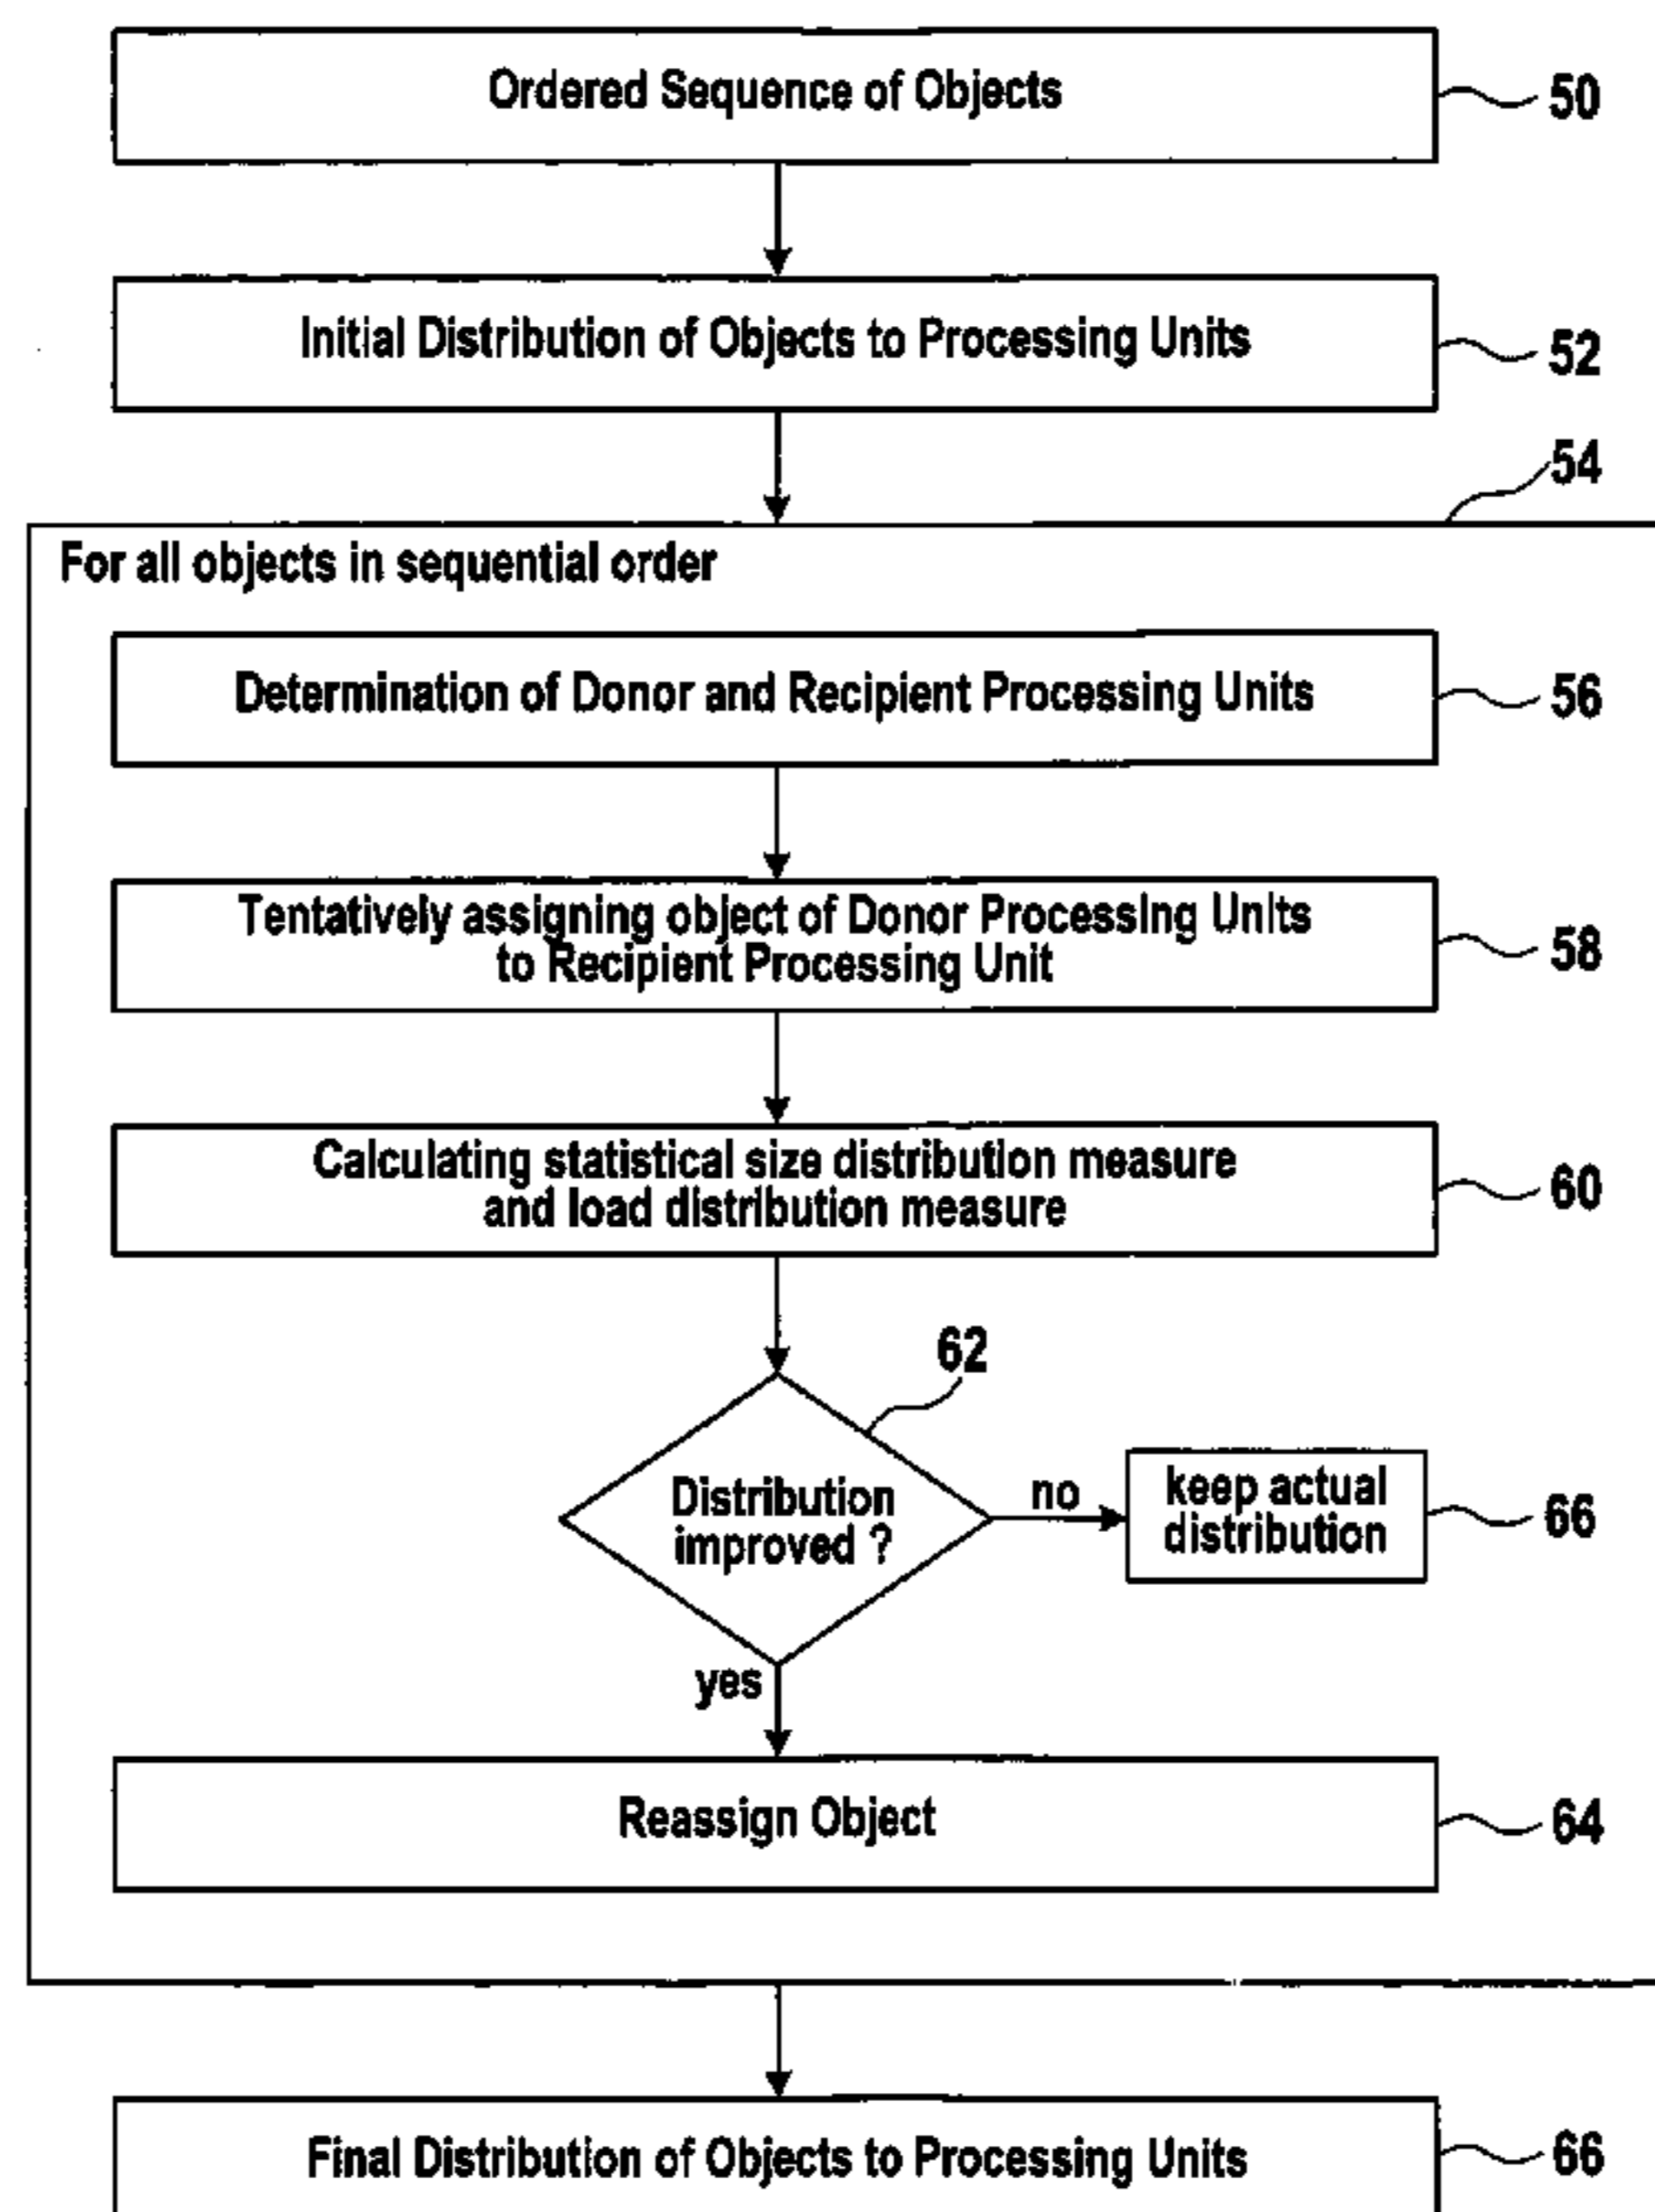 Ordered Sequence of Objects
50
Initial Distribution of Objects to Processing Units
52
54
For all objects in sequential order
Determination of Donor and Recipient Processing Units
56
Tentatively assigning object of Donor Processing Units
to Recipient Processing Unit
58
Calculating statistical size distribution measure
and load distribution measure
60
62
Distribution
improved ?
no
keep actual
distribution
66
yes
Reassign Object
64
Final Distribution of Objects to Processing Units
66